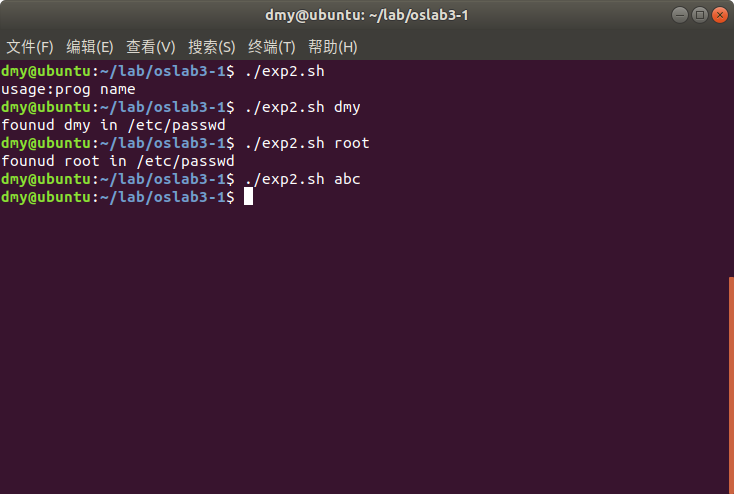 dmy@ubuntu: ~/lab/oslab3-1
文件(F) 编辑(E) 查看(V) 搜索(S) 终端(T) 帮助(H)
dmy@ubuntu:~/lab/oslab3-1$ ./exp2.sh
usage:prog name
dmy@ubuntu:~/lab/oslab3-1$ ./exp2.sh dmy
founud dmy in /etc/passwd
dmy@ubuntu:~/lab/oslab3-1$ ./exp2.sh root
founud root in /etc/passwd
dmy@ubuntu:~/lab/oslab3-1$ ./exp2.sh abc
dmy@ubuntu:~/lab/oslab3-1$